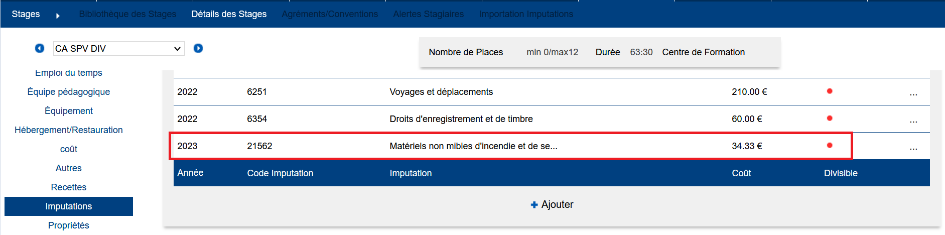 Stages Bibliothèque des Stages Détails des Stages Agréments/Conventions Alertes Stagiaires Importation Imputations
CA SPV DIV
Nombre de Places min 0/max12 Durée 63:30 Centre de Formation
Emploi du temps
Équipe pédagogique
Équipement
Hébergement/Restauration
coût
Autres
Recettes
Imputations
Propriétés
2022 6251 Voyages et déplacements 210.00 € ...
2022 6354 Droits d'enregistrement et de timbre 60.00 € ...
2023 21562 Matériels non mibies d'incendie et de se... 34.33 € ...
Année Code Imputation Imputation Coût Divisible
+ Ajouter